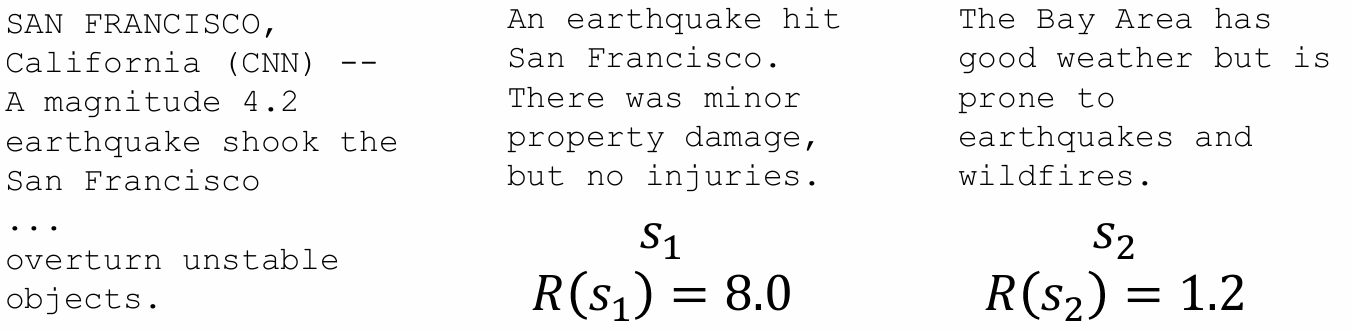 SAN FRANCISCO,
California (CNN) --
A magnitude 4.2
earthquake shook the
San Francisco
...
overturn unstable
objects.
An earthquake hit
San Francisco.
There was minor
property damage,
but no injuries.
s₁
R(s₁) = 8.0
The Bay Area has
good weather but is
prone to
earthquakes and
wildfires.
s₂
R(s₂) = 1.2